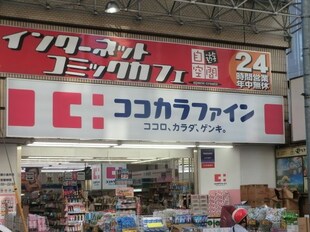 インターネット
コミックカフェ
自遊
空間
24
時間営業
年中無休
ココカラファイン
ココロ、カラダ、ゲンキ。